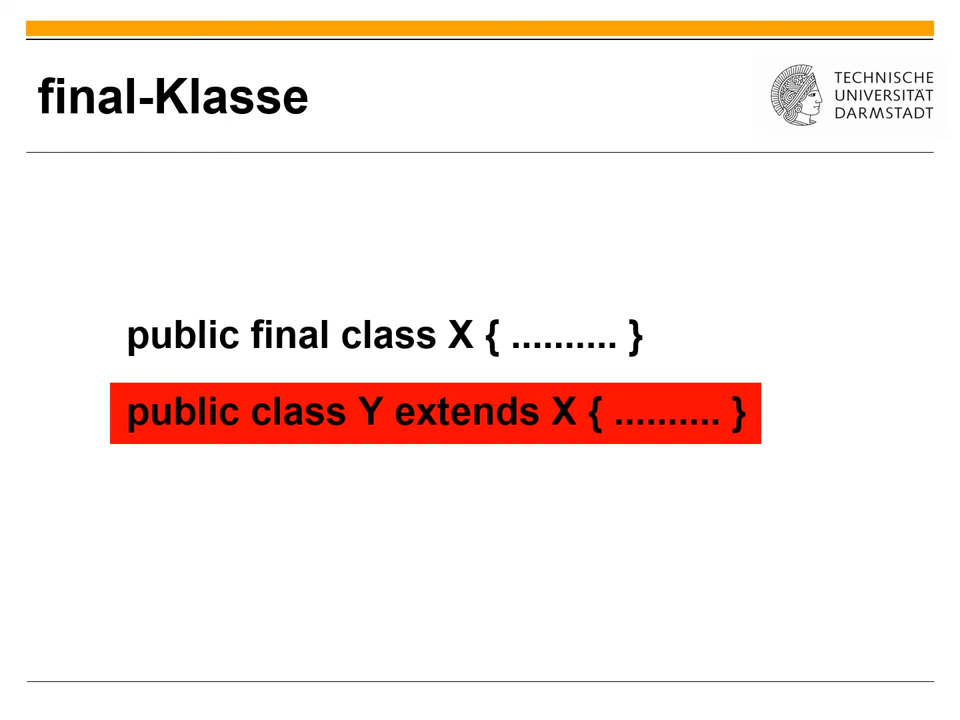 final-Klasse
TECHNISCHE
UNIVERSITÄT
DARMSTADT
public final class X { .......... }
public class Y extends X { .......... }